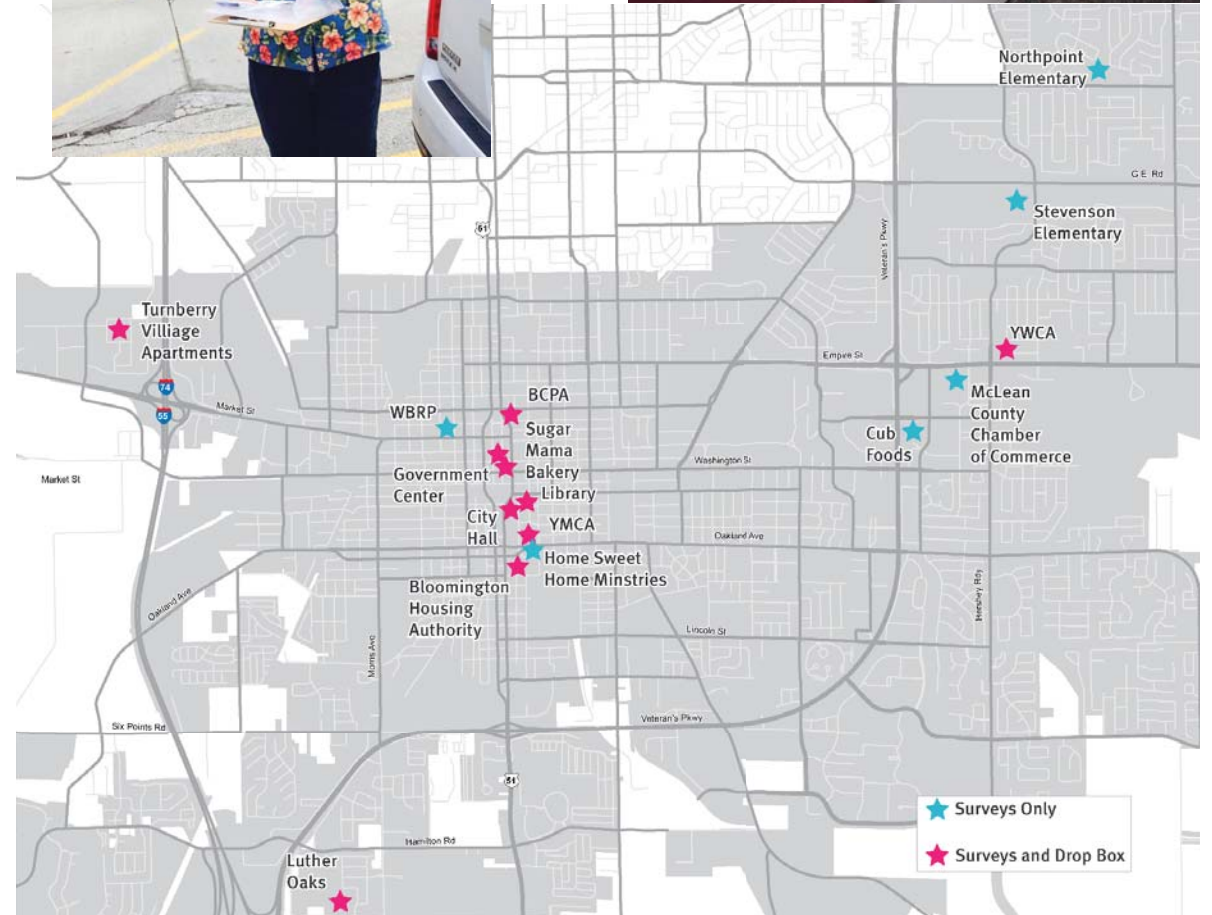 Northpoint
Elementary
G.E. Rd
Stevenson
Elementary
51
Veteran's Pkwy
Turnberry
Villiage
Apartments
YWCA
Empire St
74
55
Market St
McLean
County
Chamber
of Commerce
BCPA
WBRP
Sugar
Mama
Bakery
Cub
Foods
Government
Center
Washington St
Market St
Library
City
Hall
YMCA
Oakland Ave
Home Sweet
Home Minstries
Bloomington
Housing
Authority
Oakland Ave
Hershey Rd
Lincoln St
Morris Ave
Six Points Rd
Veteran's Pkwy
51
Surveys Only
Surveys and Drop Box
Hamilton Rd
Luther
Oaks